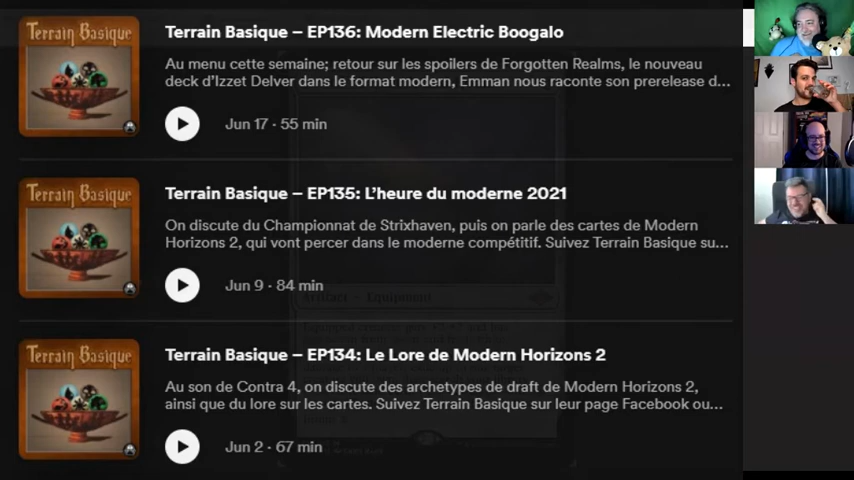 Terrain Basique
Terrain Basique – EP136: Modern Electric Boogalo
Au menu cette semaine; retour sur les spoilers de Forgotten Realms, le nouveau
deck d'Izzet Delver dans le format modern, Emman nous raconte son prerelease d...
Jun 17 · 55 min
Terrain Basique
Terrain Basique – EP135: L'heure du moderne 2021
On discute du Championnat de Strixhaven, puis on parle des cartes de Modern
Horizons 2, qui vont percer dans le moderne compétitif. Suivez Terrain Basique su...
Jun 9 · 84 min
Artifact - Equipment
Terrain Basique
Terrain Basique – EP134: Le Lore de Modern Horizons 2
Au son de Contra 4, on discute des archetypes de draft de Modern Horizons 2,
ainsi que du lore sur les cartes. Suivez Terrain Basique sur leur page Facebook ou...
Jun 2 · 67 min